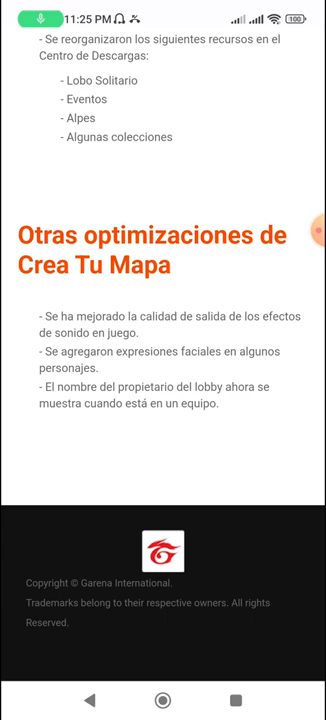 11:25 PM
100
- Se reorganizaron los siguientes recursos en el
Centro de Descargas:
- Lobo Solitario
- Eventos
- Alpes
- Algunas colecciones
Otras optimizaciones de
Crea Tu Mapa
- Se ha mejorado la calidad de salida de los efectos
de sonido en juego.
- Se agregaron expresiones faciales en algunos
personajes.
- El nombre del propietario del lobby ahora se
muestra cuando está en un equipo.
Copyright © Garena International.
Trademarks belong to their respective owners. All rights
Reserved.